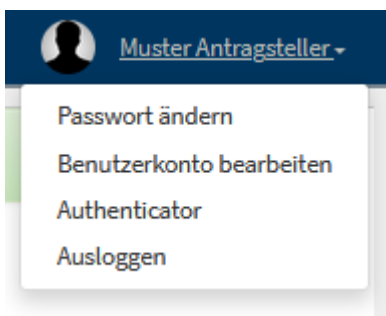 Muster Antragsteller
Passwort ändern
Benutzerkonto bearbeiten
Authenticator
Ausloggen